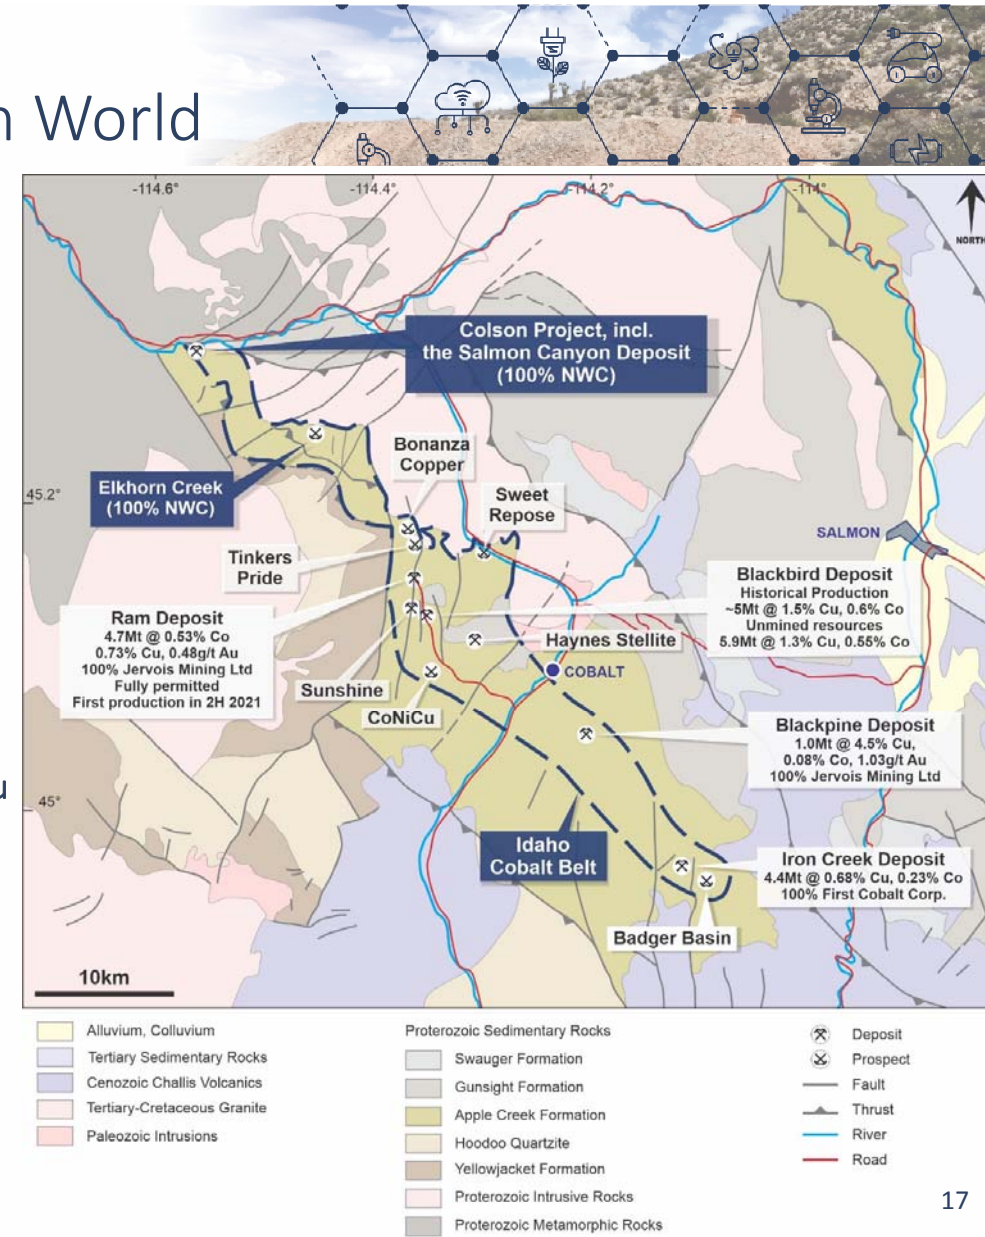 n World
-114.6°
-114.4°
-114.2°
-114°
NORTH
Colson Project, incl.
the Salmon Canyon Deposit
(100% NWC)
Bonanza
Copper
Elkhorn Creek
(100% NWC)
45.2°
Sweet
Repose
SALMON
Tinkers
Pride
Blackbird Deposit
Historical Production
~5Mt @ 1.5% Cu, 0.6% Co
Unmined resources
5.9Mt @ 1.3% Cu, 0.55% Co
Ram Deposit
4.7Mt @ 0.53% Co
0.73% Cu, 0.48g/t Au
100% Jervois Mining Ltd
Fully permitted
First production in 2H 2021
Haynes Stellite
COBALT
Sunshine
CoNiCu
Blackpine Deposit
1.0Mt @ 4.5% Cu,
0.08% Co, 1.03g/t Au
100% Jervois Mining Ltd
u
45°
Idaho
Cobalt Belt
Iron Creek Deposit
4.4Mt @ 0.68% Cu, 0.23% Co
100% First Cobalt Corp.
Badger Basin
10km
Alluvium, Colluvium
Tertiary Sedimentary Rocks
Cenozoic Challis Volcanics
Tertiary-Cretaceous Granite
Paleozoic Intrusions
Proterozoic Sedimentary Rocks
Swauger Formation
Gunsight Formation
Apple Creek Formation
Hoodoo Quartzite
Yellowjacket Formation
Proterozoic Intrusive Rocks
Proterozoic Metamorphic Rocks
Deposit
Prospect
Fault
Thrust
River
Road
17